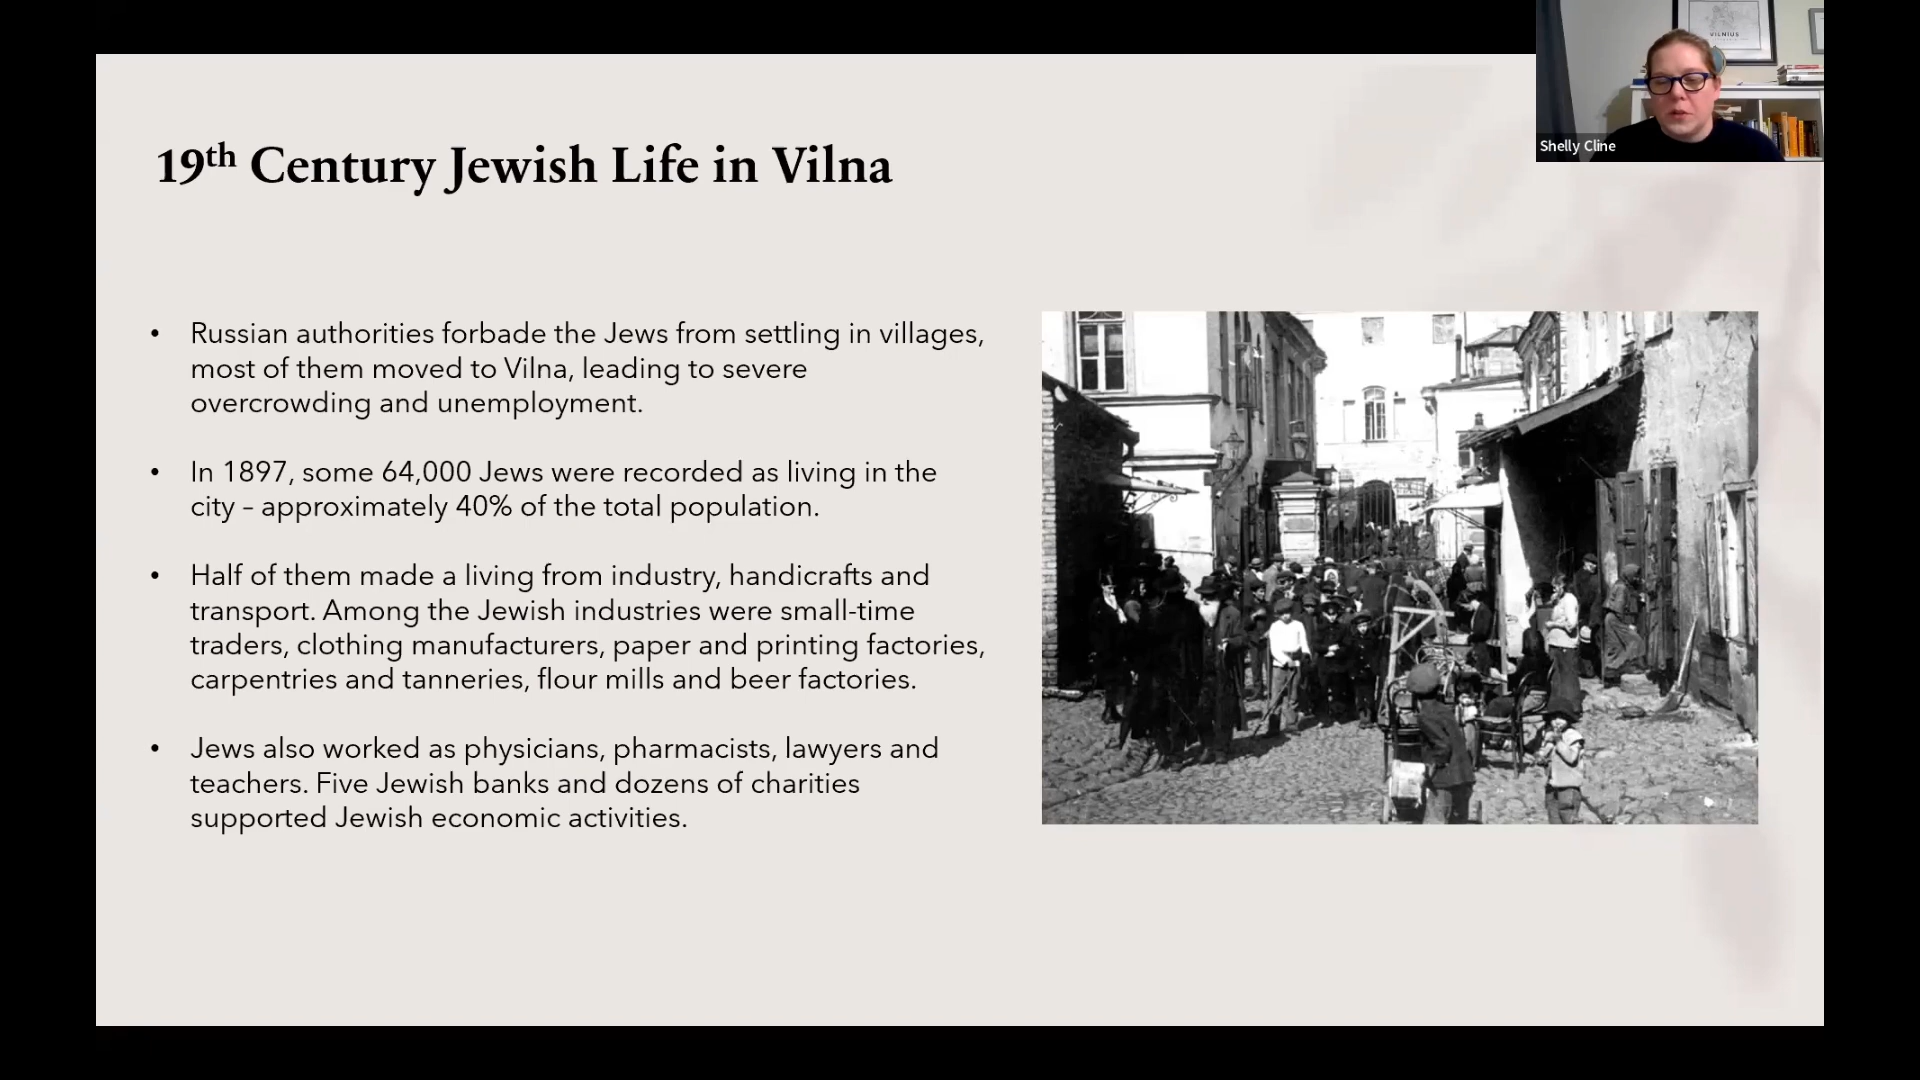 VILNIUS
Shelly Cline
19th Century Jewish Life in Vilna
• Russian authorities forbade the Jews from settling in villages,
most of them moved to Vilna, leading to severe
overcrowding and unemployment.
• In 1897, some 64,000 Jews were recorded as living in the
city – approximately 40% of the total population.
• Half of them made a living from industry, handicrafts and
transport. Among the Jewish industries were small-time
traders, clothing manufacturers, paper and printing factories,
carpentries and tanneries, flour mills and beer factories.
• Jews also worked as physicians, pharmacists, lawyers and
teachers. Five Jewish banks and dozens of charities
supported Jewish economic activities.